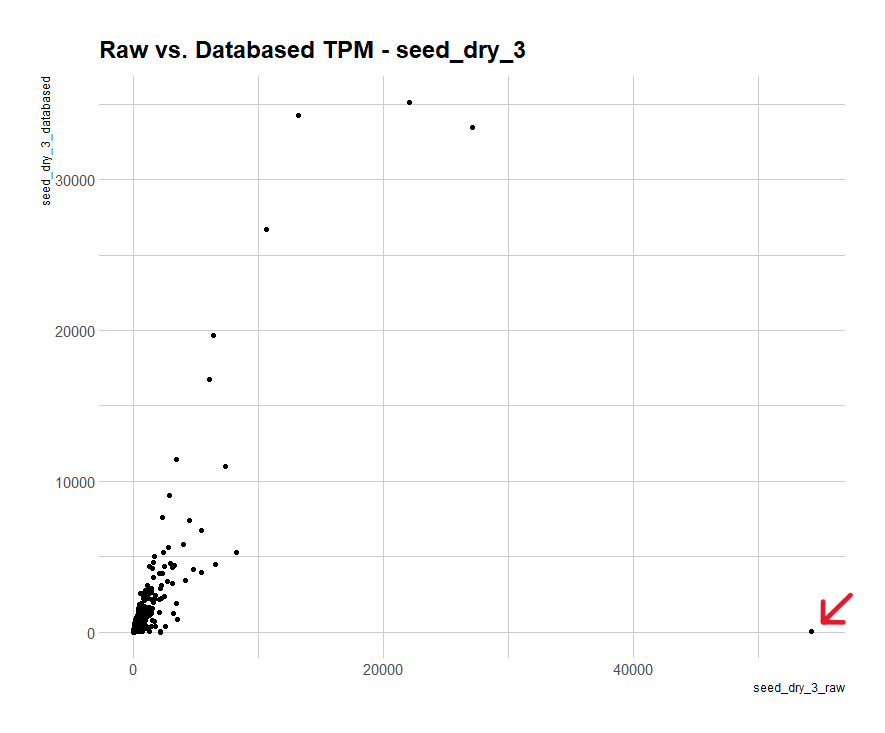 Raw vs. Databased TPM - seed_dry_3
seed_dry_3_databased
30000
20000
10000
0
0
20000
40000
seed_dry_3_raw